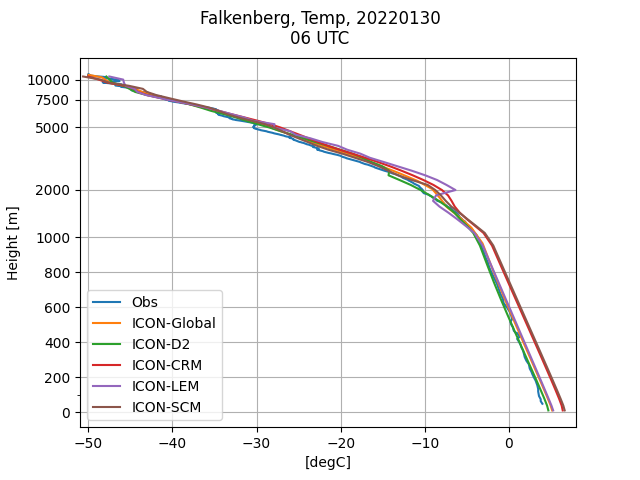 Falkenberg, Temp, 20220130
06 UTC
Height [m]
10000
7500
5000
2000
1000
800
600
400
200
0
Obs
ICON-Global
ICON-D2
ICON-CRM
ICON-LEM
ICON-SCM
−50 −40 −30 −20 −10 0
[degC]